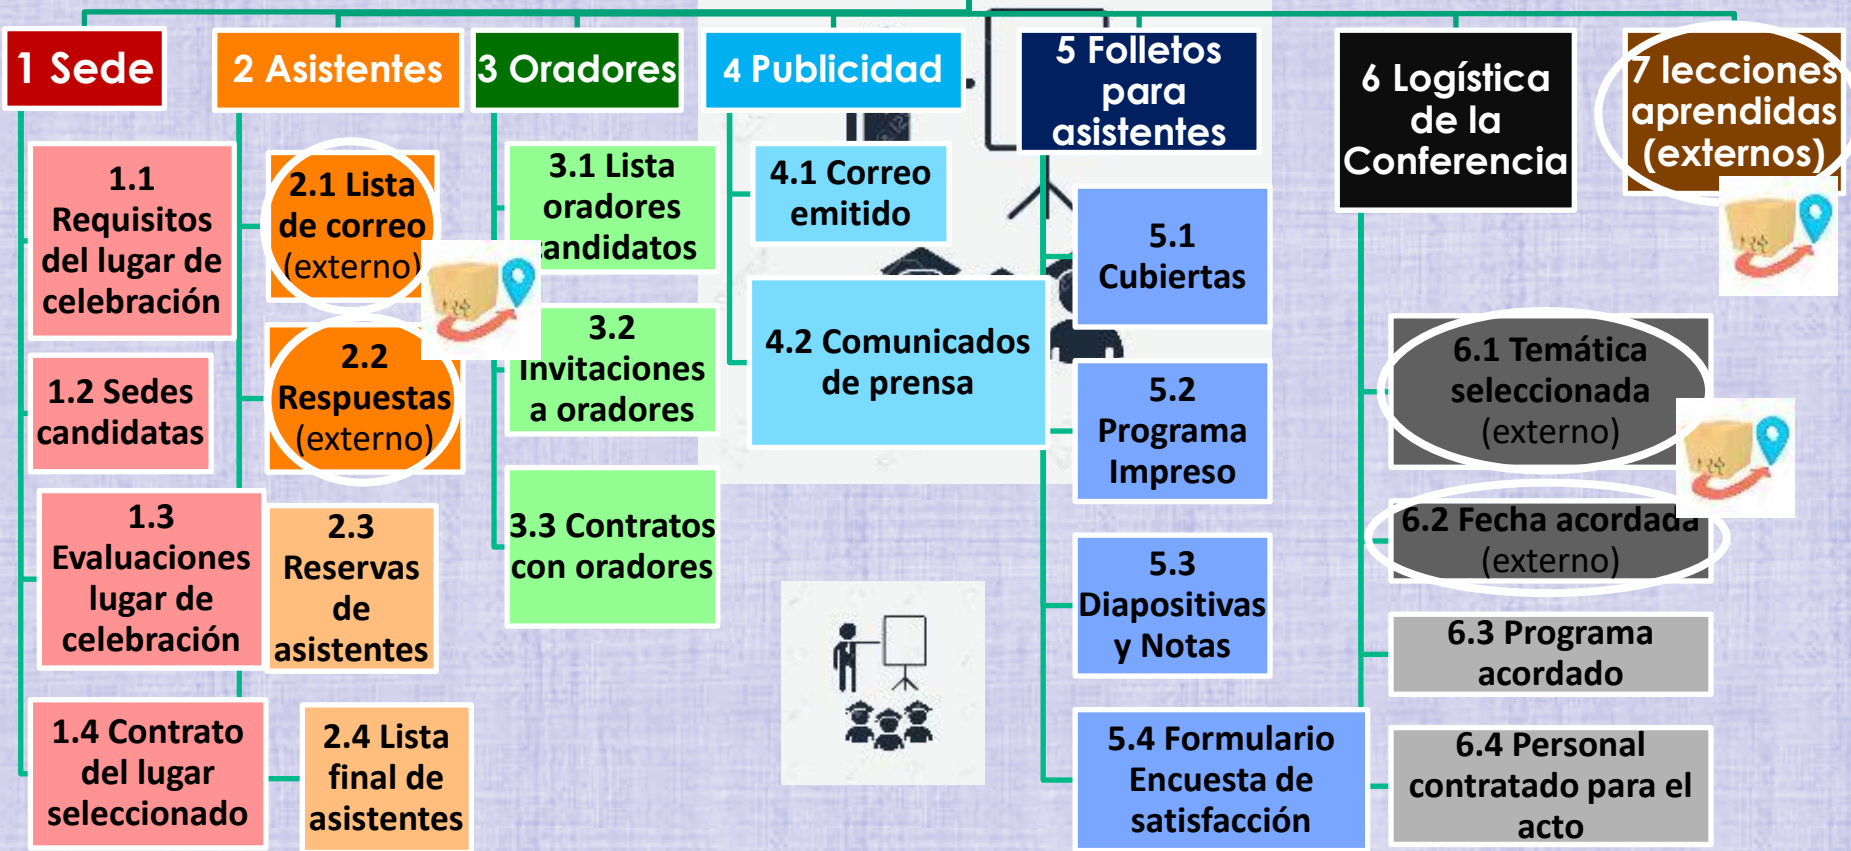 1 Sede
1.1
Requisitos
del lugar de
celebración
1.2 Sedes
candidatas
1.3
Evaluaciones
lugar de
celebración
1.4 Contrato
del lugar
seleccionado
2 Asistentes
2.1 Lista
de correo
(externo)
2.2
Respuestas
(externo)
2.3
Reservas
de
asistentes
2.4 Lista
final de
asistentes
3 Oradores
3.1 Lista
oradores
candidatos
3.2
Invitaciones
a oradores
3.3 Contratos
con oradores
4 Publicidad
4.1 Correo
emitido
4.2 Comunicados
de prensa
5 Folletos
para
asistentes
5.1
Cubiertas
5.2
Programa
Impreso
5.3
Diapositivas
y Notas
5.4 Formulario
Encuesta de
satisfacción
6 Logística
de la
Conferencia
6.1 Temática
seleccionada
(externo)
6.2 Fecha acordada
(externo)
6.3 Programa
acordado
6.4 Personal
contratado para el
acto
7 lecciones
aprendidas
(externos)